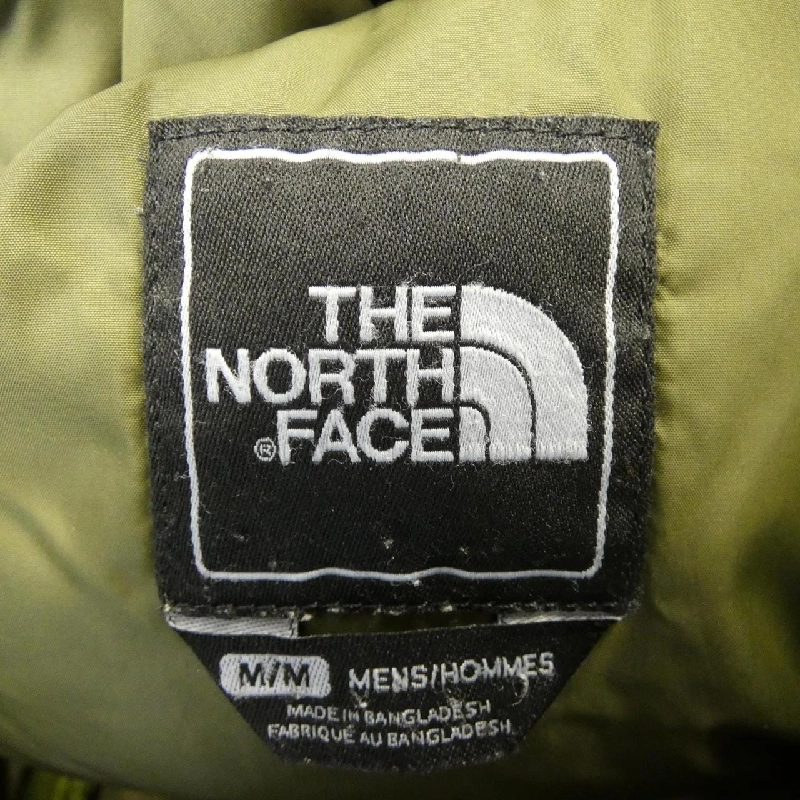 THE
NORTH
®FACE
M/M MENS/HOMMES
MADE IN BANGLADESH
FABRIQUÉ AU BANGLADESH